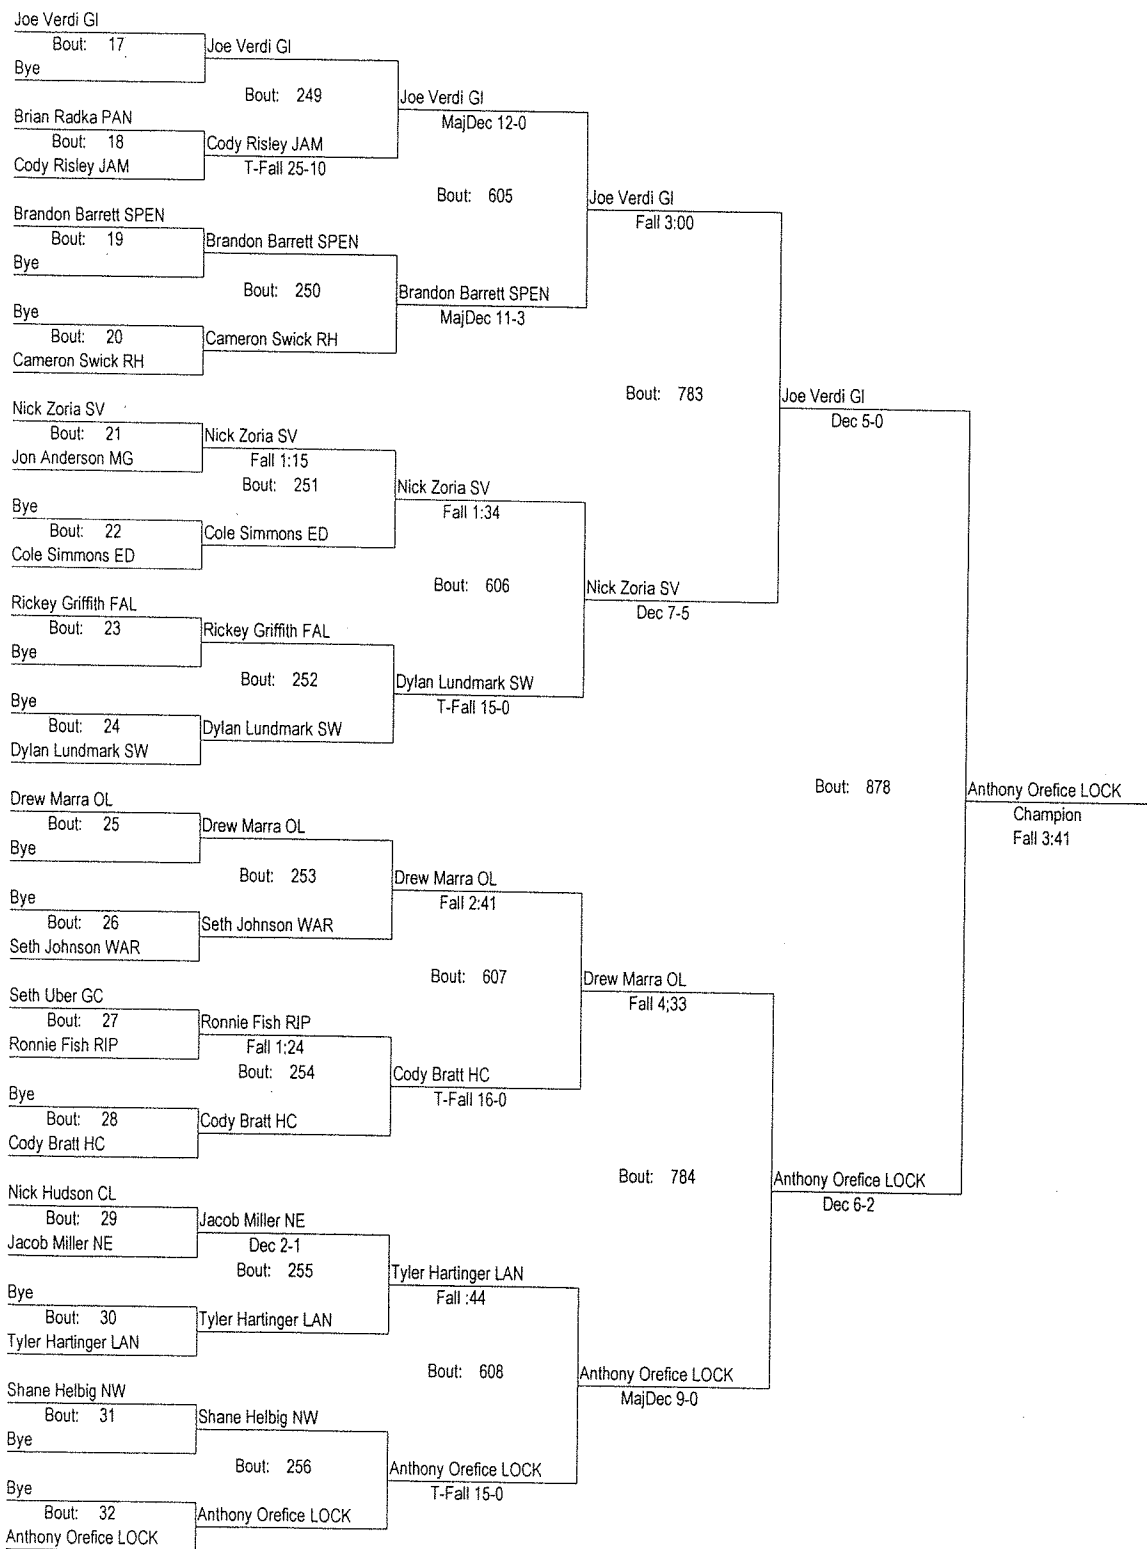 Joe Verdi GI
Bout: 17
Bye
Joe Verdi GI
Bout: 249
Brian Radka PAN
Bout: 18
Cody Risley JAM
Cody Risley JAM
T-Fall 25-10
Joe Verdi GI
MajDec 12-0
Bout: 605
Brandon Barrett SPEN
Bout: 19
Bye
Brandon Barrett SPEN
Bout: 250
Bye
Bout: 20
Cameron Swick RH
Cameron Swick RH
Brandon Barrett SPEN
MajDec 11-3
Joe Verdi GI
Fall 3:00
Bout: 783
Nick Zoria SV
Bout: 21
Jon Anderson MG
Nick Zoria SV
Fall 1:15
Bout: 251
Bye
Bout: 22
Cole Simmons ED
Cole Simmons ED
Nick Zoria SV
Fall 1:34
Bout: 606
Rickey Griffith FAL
Bout: 23
Bye
Rickey Griffith FAL
Bout: 252
Bye
Bout: 24
Dylan Lundmark SW
Dylan Lundmark SW
Dylan Lundmark SW
T-Fall 15-0
Nick Zoria SV
Dec 7-5
Joe Verdi GI
Dec 5-0
Bout: 878
Anthony Orefice LOCK
Champion
Fall 3:41
Drew Marra OL
Bout: 25
Bye
Drew Marra OL
Bout: 253
Bye
Bout: 26
Seth Johnson WAR
Seth Johnson WAR
Drew Marra OL
Fall 2:41
Bout: 607
Seth Uber GC
Bout: 27
Ronnie Fish RIP
Ronnie Fish RIP
Fall 1:24
Bout: 254
Bye
Bout: 28
Cody Bratt HC
Cody Bratt HC
Cody Bratt HC
T-Fall 16-0
Drew Marra OL
Fall 4;33
Bout: 784
Nick Hudson CL
Bout: 29
Jacob Miller NE
Jacob Miller NE
Dec 2-1
Bout: 255
Bye
Bout: 30
Tyler Hartinger LAN
Tyler Hartinger LAN
Tyler Hartinger LAN
Fall :44
Bout: 608
Shane Helbig NW
Bout: 31
Bye
Shane Helbig NW
Bout: 256
Bye
Bout: 32
Anthony Orefice LOCK
Anthony Orefice LOCK
Anthony Orefice LOCK
T-Fall 15-0
Anthony Orefice LOCK
MajDec 9-0
Anthony Orefice LOCK
Dec 6-2